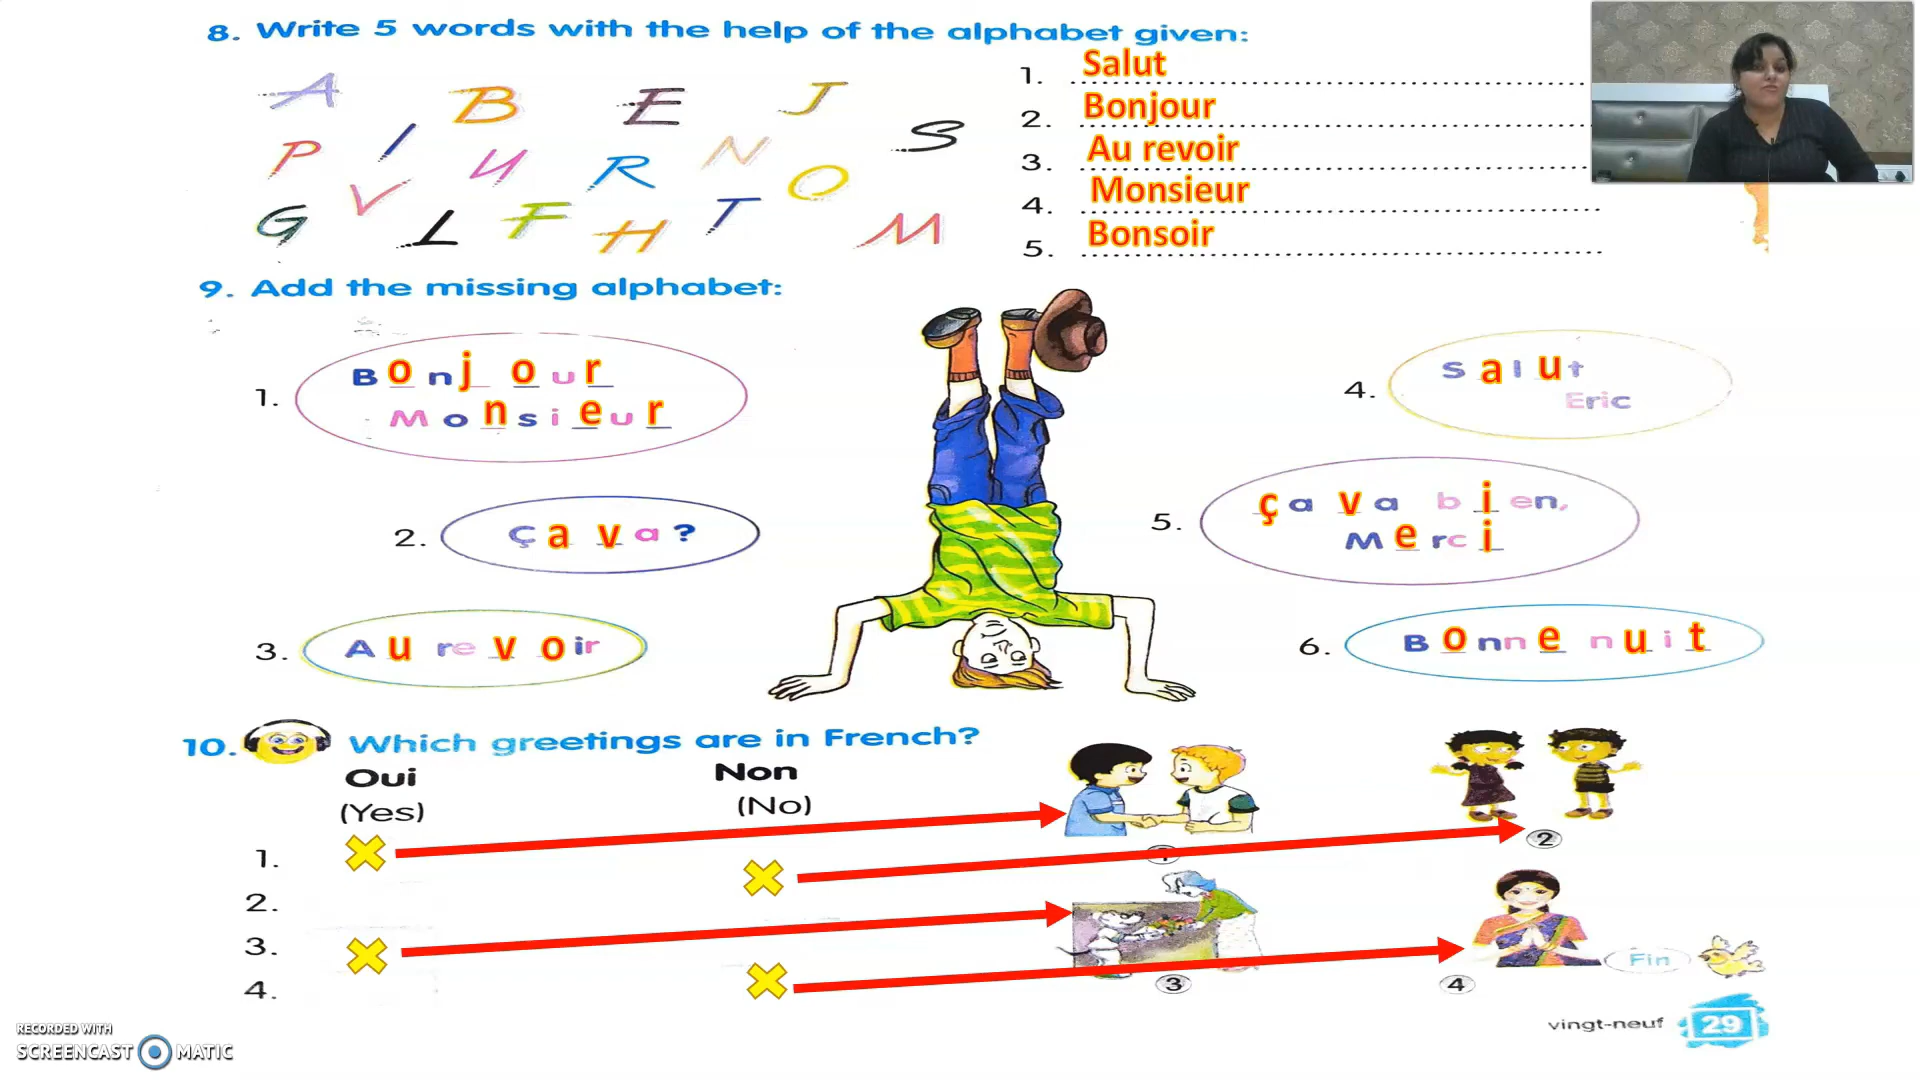 8. Write 5 words with the help of the alphabet given:
A B E J
P I U R N O S
G V L F H T M
1. Salut
2. Bonjour
3. Au revoir
4. Monsieur
5. Bonsoir
9. Add the missing alphabet:
1. Bonjour
Monsieur
2. Ça va?
3. Au revoir
4. Salut
Eric
5. ça va bien,
Merci
6. Bonne nuit
10. Which greetings are in French?
Oui Non
(Yes) (No)
1.
2.
3.
4.
1
2
3
4
Fin
vingt-neuf 29
RECORDED WITH
SCREENCAST MATIC